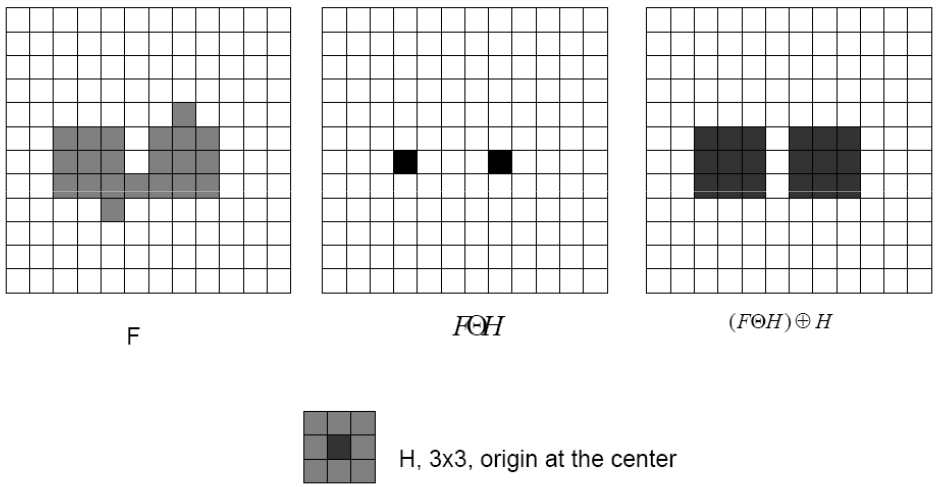 F
FΘH
(FΘH) ⊕ H
H, 3x3, origin at the center